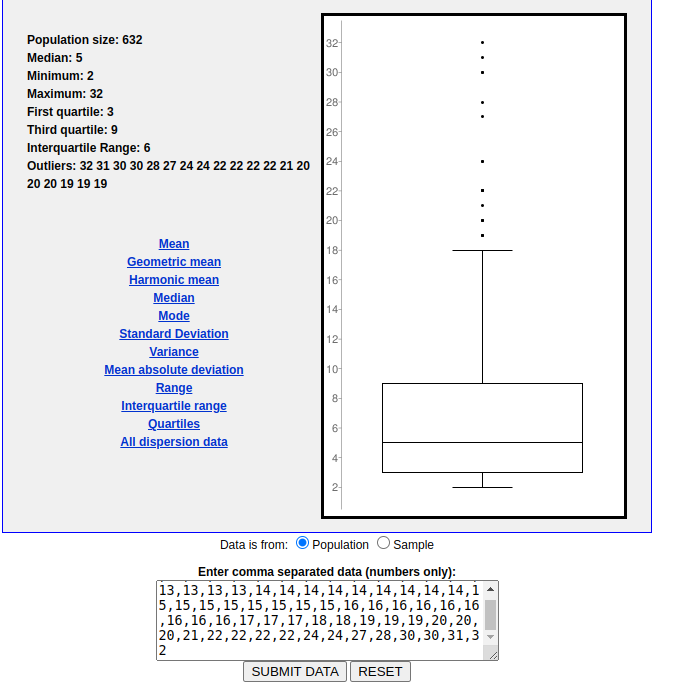 Population size: 632
Median: 5
Minimum: 2
Maximum: 32
First quartile: 3
Third quartile: 9
Interquartile Range: 6
Outliers: 32 31 30 30 28 27 24 24 22 22 22 22 21 20
20 20 19 19 19
Mean
Geometric mean
Harmonic mean
Median
Mode
Standard Deviation
Variance
Mean absolute deviation
Range
Interquartile range
Quartiles
All dispersion data
32
30
28
26
24
22
20
18
16
14
12
10
8
6
4
2
Data is from: Population Sample
Enter comma separated data (numbers only):
13,13,13,13,14,14,14,14,14,14,14,14,14,1
5,15,15,15,15,15,15,15,16,16,16,16,16,16
,16,16,16,17,17,17,18,18,19,19,19,20,20,
20,21,22,22,22,22,24,24,27,28,30,30,31,3
2
SUBMIT DATA RESET